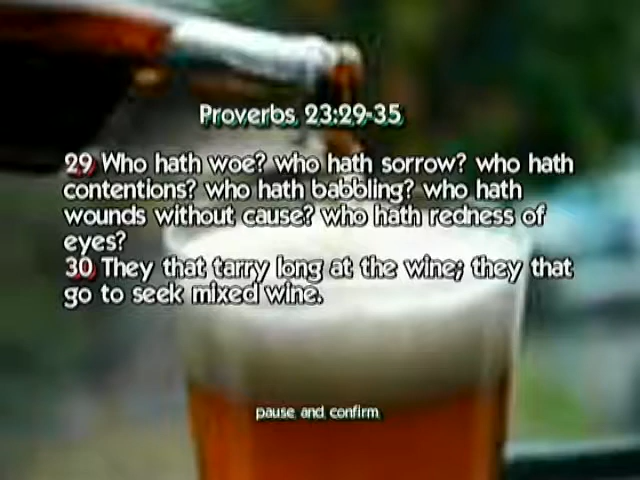 Proverbs 23:29-35
29 Who hath woe? who hath sorrow? who hath
contentions? who hath babbling? who hath
wounds without cause? who hath redness of
eyes?
30 They that tarry long at the wine; they that
go to seek mixed wine.
pause and confirm